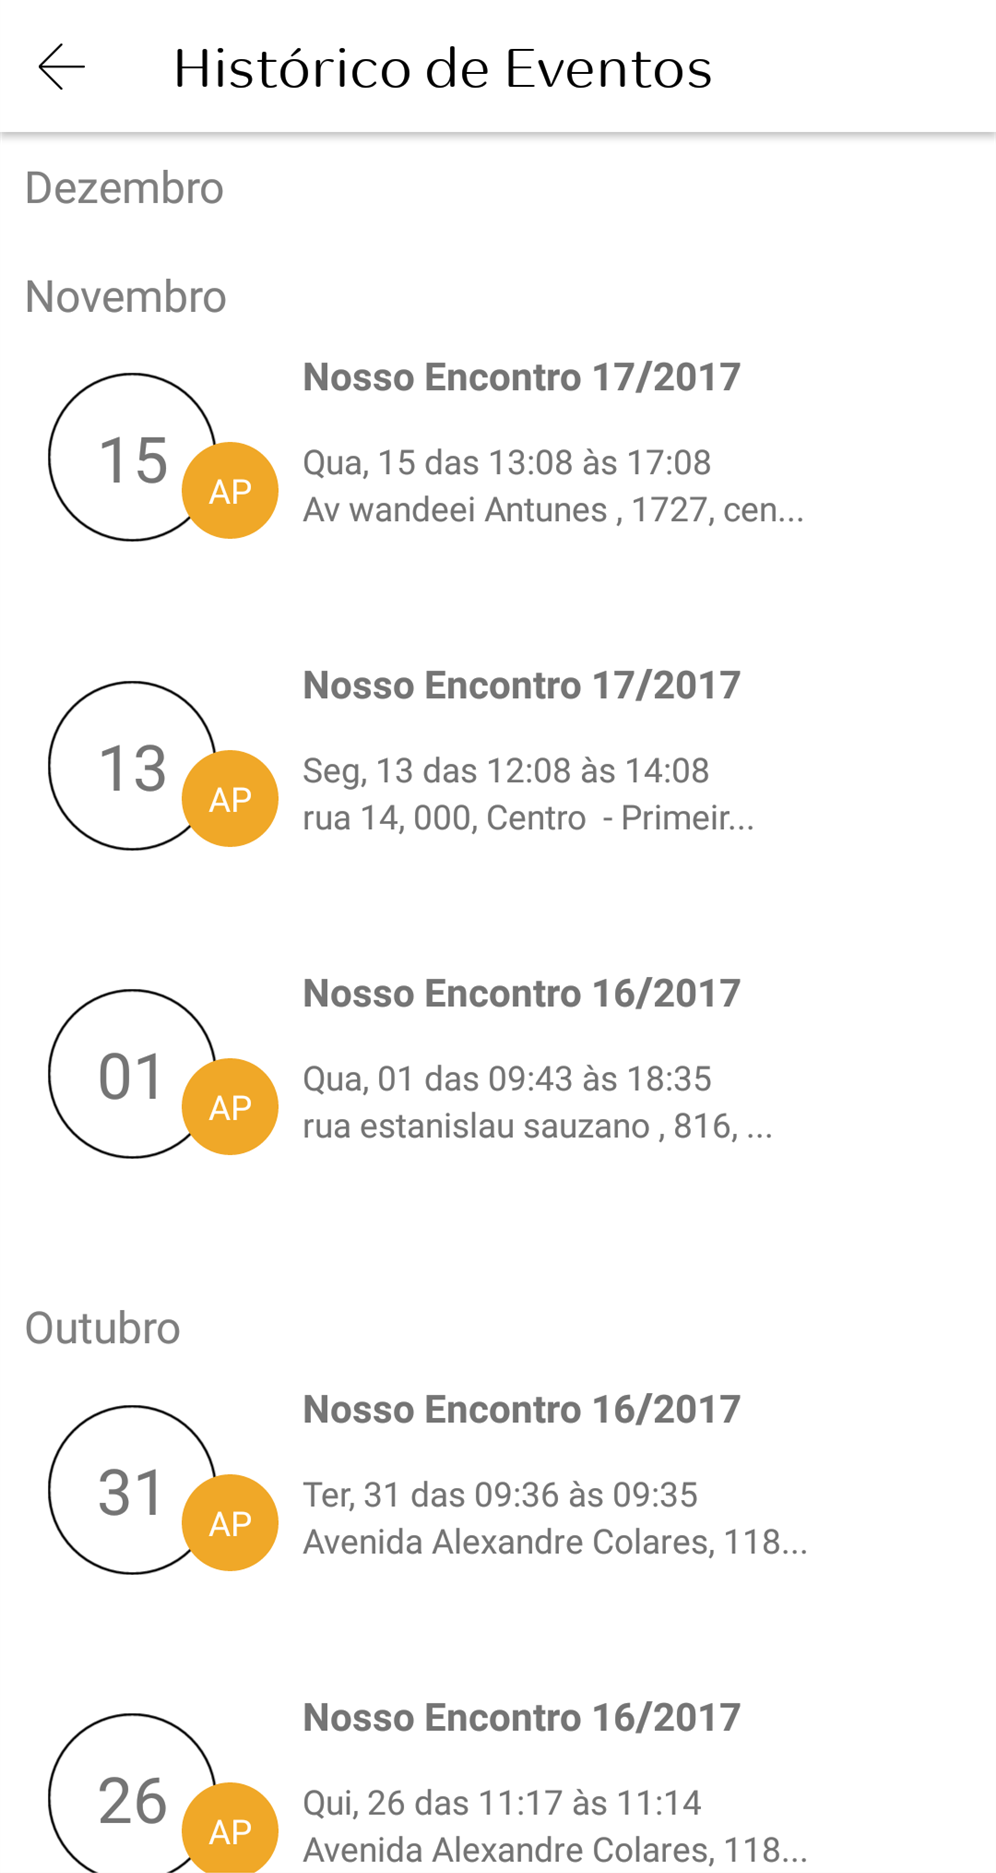 Histórico de Eventos
Dezembro
Novembro
Nosso Encontro 17/2017
15
AP
Qua, 15 das 13:08 às 17:08
Av wandeei Antunes , 1727, cen...
Nosso Encontro 17/2017
13
AP
Seg, 13 das 12:08 às 14:08
rua 14, 000, Centro  - Primeir...
Nosso Encontro 16/2017
01
AP
Qua, 01 das 09:43 às 18:35
rua estanislau sauzano , 816, ...
Outubro
Nosso Encontro 16/2017
31
AP
Ter, 31 das 09:36 às 09:35
Avenida Alexandre Colares, 118...
Nosso Encontro 16/2017
26
AP
Qui, 26 das 11:17 às 11:14
Avenida Alexandre Colares, 118...